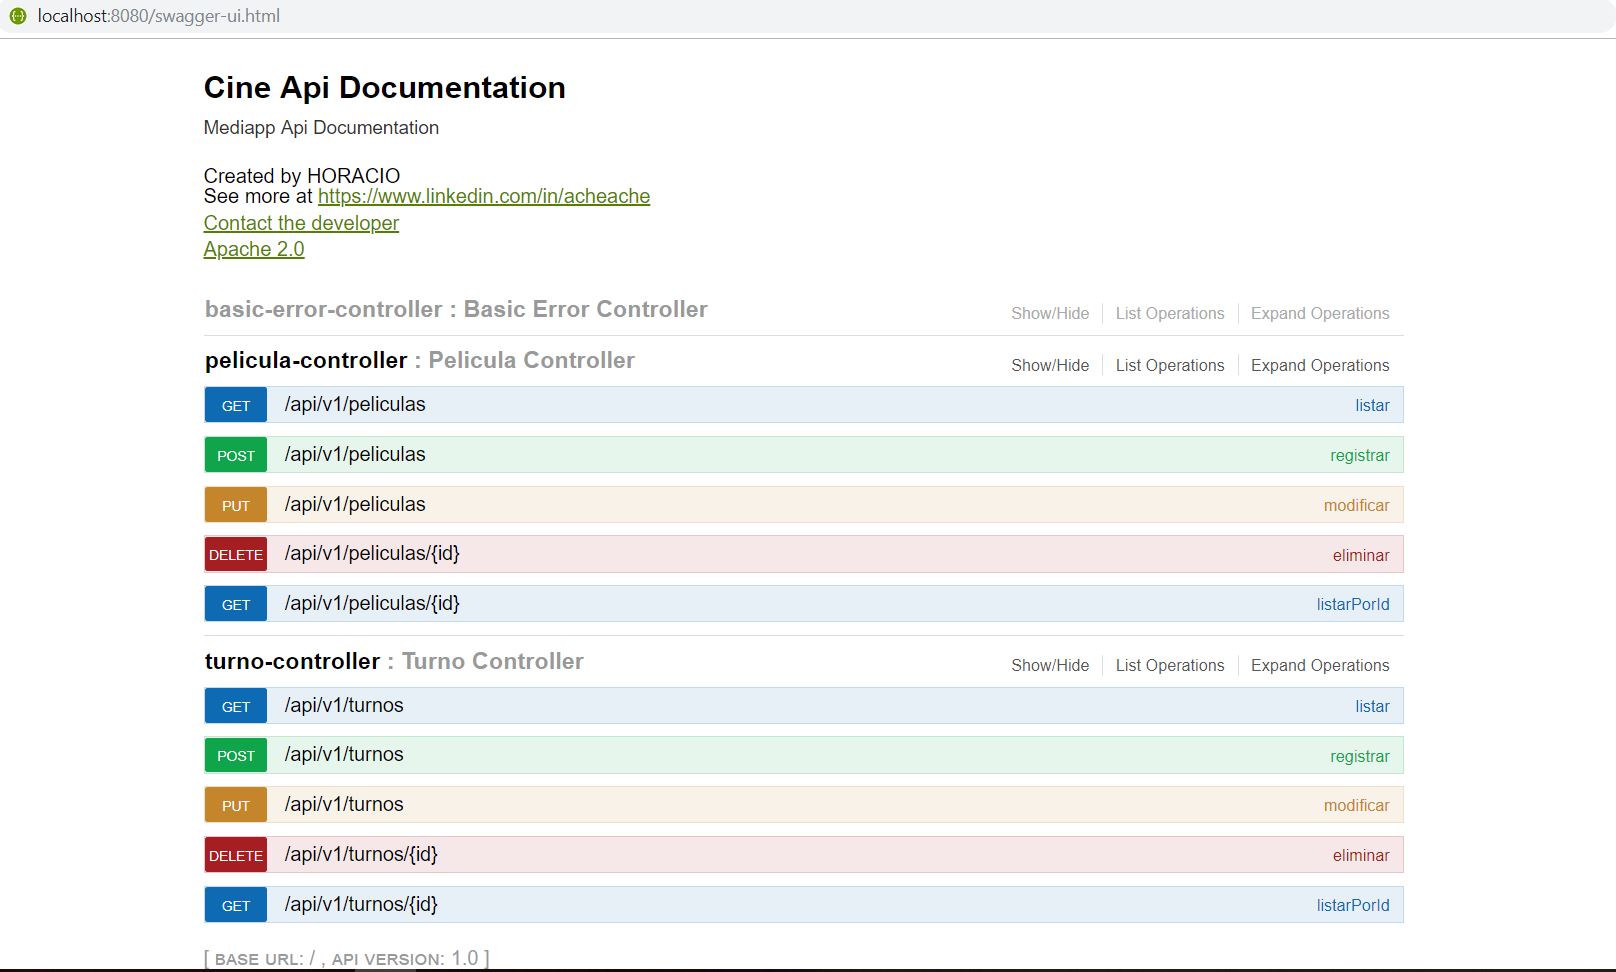 localhost:8080/swagger-ui.html
Cine Api Documentation
Mediapp Api Documentation
Created by HORACIO
See more at https://www.linkedin.com/in/acheache
Contact the developer
Apache 2.0
basic-error-controller : Basic Error Controller Show/Hide List Operations Expand Operations
pelicula-controller : Pelicula Controller Show/Hide List Operations Expand Operations
GET /api/v1/peliculas listar
POST /api/v1/peliculas registrar
PUT /api/v1/peliculas modificar
DELETE /api/v1/peliculas/{id} eliminar
GET /api/v1/peliculas/{id} listarPorId
turno-controller : Turno Controller Show/Hide List Operations Expand Operations
GET /api/v1/turnos listar
POST /api/v1/turnos registrar
PUT /api/v1/turnos modificar
DELETE /api/v1/turnos/{id} eliminar
GET /api/v1/turnos/{id} listarPorId
[ BASE URL: / , API VERSION: 1.0 ]